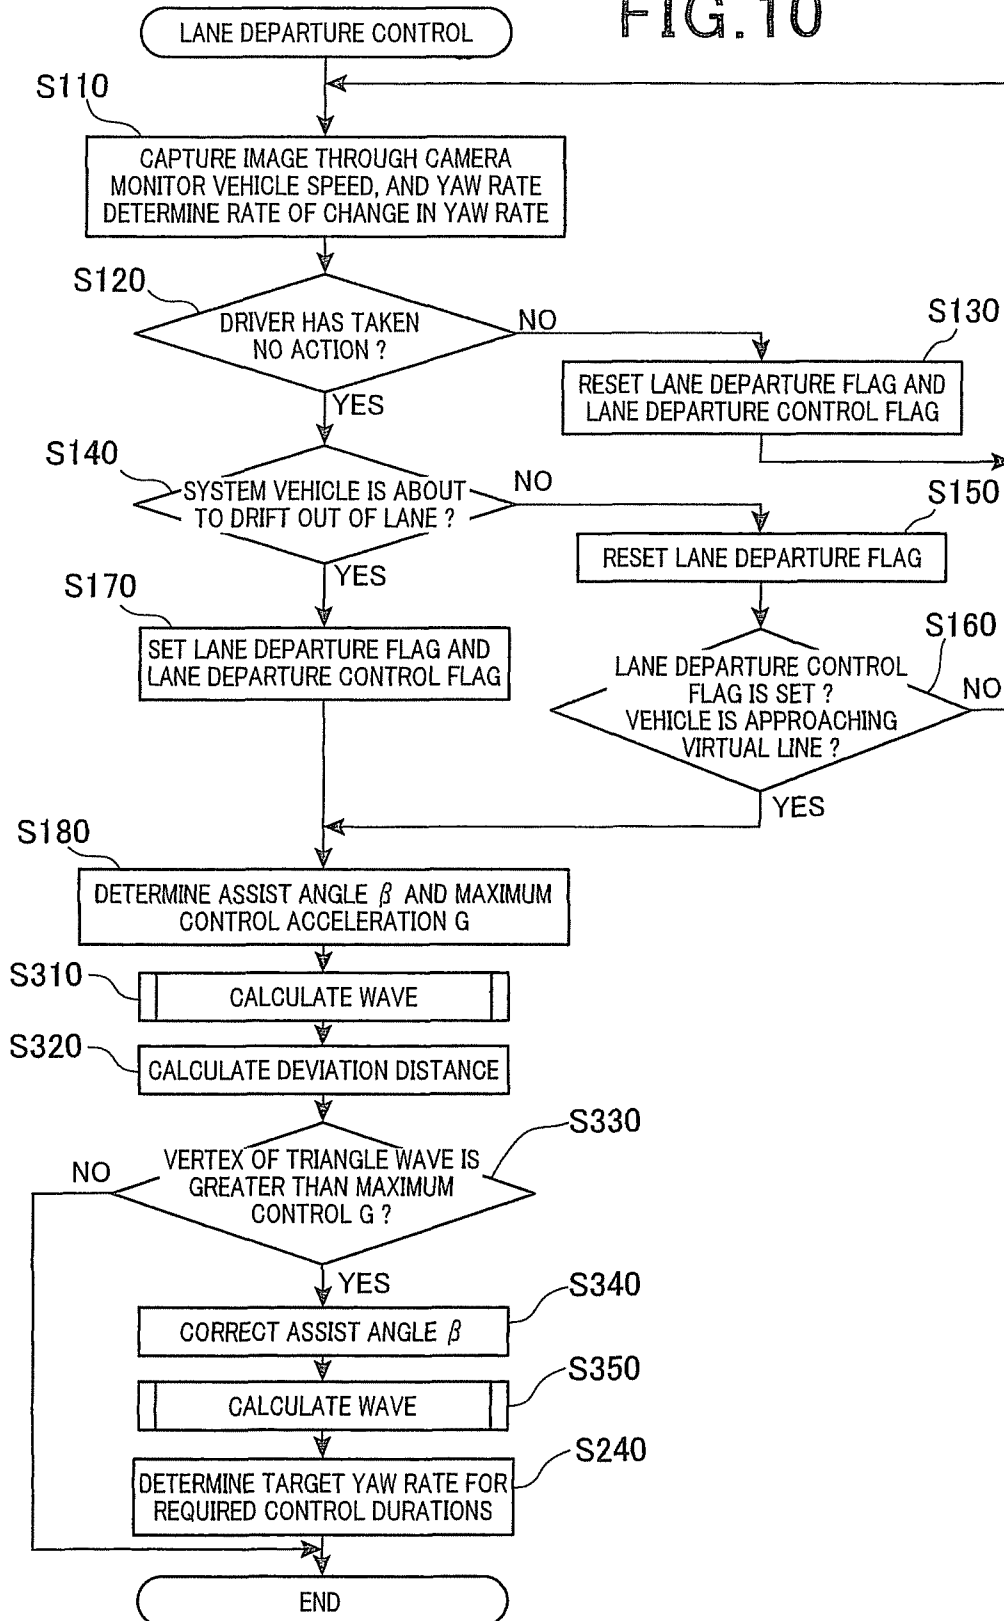 FIG.10
LANE DEPARTURE CONTROL
S110
CAPTURE IMAGE THROUGH CAMERA
MONITOR VEHICLE SPEED, AND YAW RATE
DETERMINE RATE OF CHANGE IN YAW RATE
S120
DRIVER HAS TAKEN
NO ACTION ?
NO
YES
S130
RESET LANE DEPARTURE FLAG AND
LANE DEPARTURE CONTROL FLAG
S140
SYSTEM VEHICLE IS ABOUT
TO DRIFT OUT OF LANE ?
NO
YES
S150
RESET LANE DEPARTURE FLAG
S170
SET LANE DEPARTURE FLAG AND
LANE DEPARTURE CONTROL FLAG
S160
LANE DEPARTURE CONTROL
FLAG IS SET ?
VEHICLE IS APPROACHING
VIRTUAL LINE ?
NO
YES
S180
DETERMINE ASSIST ANGLE β AND MAXIMUM
CONTROL ACCELERATION G
S310
CALCULATE WAVE
S320
CALCULATE DEVIATION DISTANCE
S330
VERTEX OF TRIANGLE WAVE IS
GREATER THAN MAXIMUM
CONTROL G ?
NO
YES
S340
CORRECT ASSIST ANGLE β
S350
CALCULATE WAVE
S240
DETERMINE TARGET YAW RATE FOR
REQUIRED CONTROL DURATIONS
END